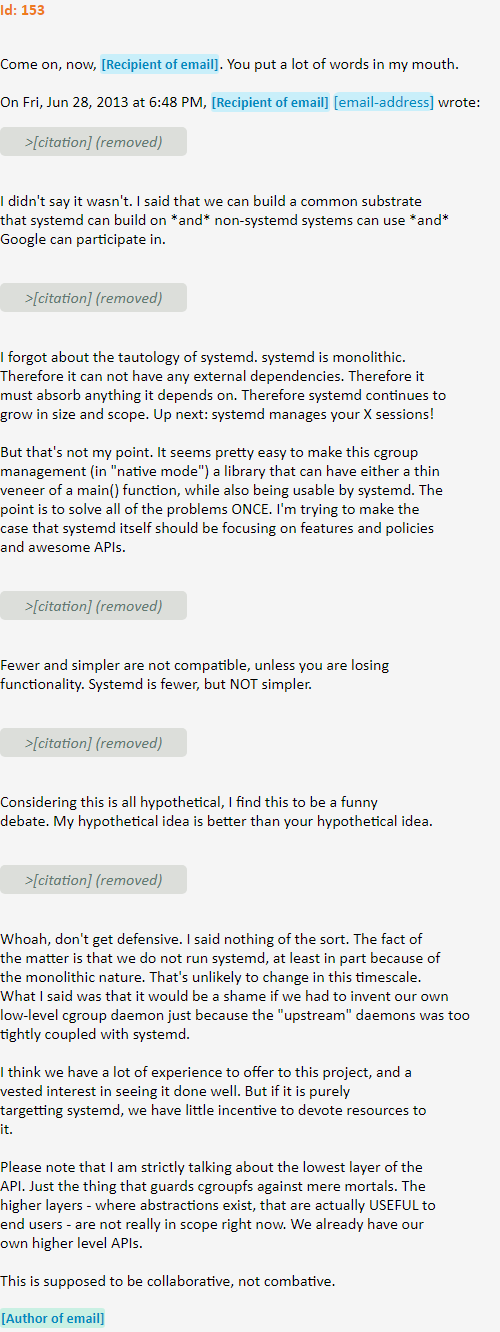 Id: 153
Come on, now, [Recipient of email]. You put a lot of words in my mouth.
On Fri, Jun 28, 2013 at 6:48 PM, [Recipient of email] [email-address] wrote:
>[citation] (removed)
I didn't say it wasn't. I said that we can build a common substrate
that systemd can build on *and* non-systemd systems can use *and*
Google can participate in.
>[citation] (removed)
I forgot about the tautology of systemd. systemd is monolithic.
Therefore it can not have any external dependencies. Therefore it
must absorb anything it depends on. Therefore systemd continues to
grow in size and scope. Up next: systemd manages your X sessions!
But that's not my point. It seems pretty easy to make this cgroup
management (in "native mode") a library that can have either a thin
veneer of a main() function, while also being usable by systemd. The
point is to solve all of the problems ONCE. I'm trying to make the
case that systemd itself should be focusing on features and policies
and awesome APIs.
>[citation] (removed)
Fewer and simpler are not compatible, unless you are losing
functionality. Systemd is fewer, but NOT simpler.
>[citation] (removed)
Considering this is all hypothetical, I find this to be a funny
debate. My hypothetical idea is better than your hypothetical idea.
>[citation] (removed)
Whoah, don't get defensive. I said nothing of the sort. The fact of
the matter is that we do not run systemd, at least in part because of
the monolithic nature. That's unlikely to change in this timescale.
What I said was that it would be a shame if we had to invent our own
low-level cgroup daemon just because the "upstream" daemons was too
tightly coupled with systemd.
I think we have a lot of experience to offer to this project, and a
vested interest in seeing it done well. But if it is purely
targetting systemd, we have little incentive to devote resources to
it.
Please note that I am strictly talking about the lowest layer of the
API. Just the thing that guards cgroupfs against mere mortals. The
higher layers - where abstractions exist, that are actually USEFUL to
end users - are not really in scope right now. We already have our
own higher level APIs.
This is supposed to be collaborative, not combative.
[Author of email]